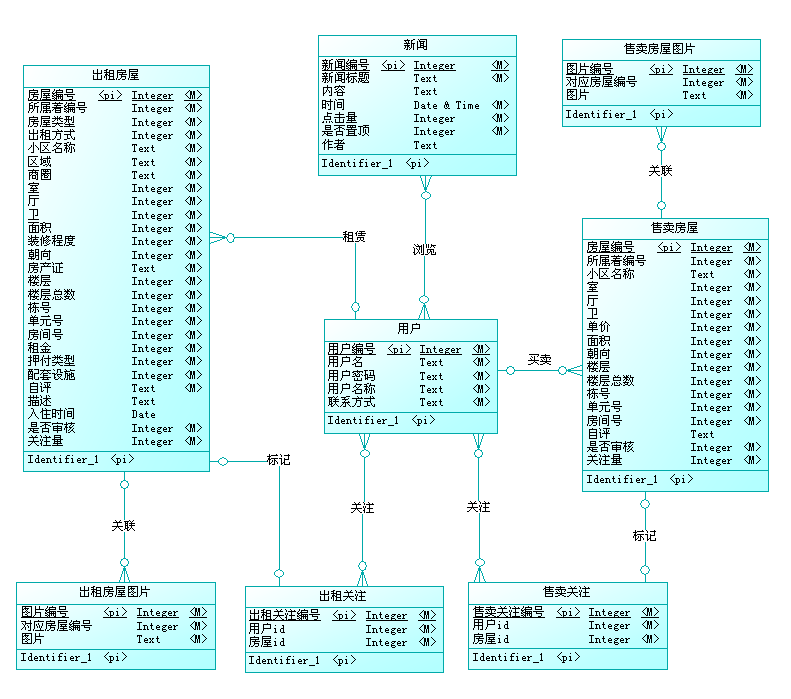 出租房屋
房屋编号 <pi> Integer <M>
所属着编号 Integer <M>
房屋类型 Integer <M>
出租方式 Integer <M>
小区名称 Text <M>
区域 Text <M>
商圈 Text <M>
室 Integer <M>
厅 Integer <M>
卫 Integer <M>
面积 Integer <M>
装修程度 Integer <M>
朝向 Integer <M>
房产证 Text <M>
楼层 Integer <M>
楼层总数 Integer <M>
栋号 Integer <M>
单元号 Integer <M>
房间号 Integer <M>
租金 Integer <M>
押付类型 Integer <M>
配套设施 Integer <M>
自评 Text <M>
描述 Text
入住时间 Date
是否审核 Integer <M>
关注量 Integer <M>
Identifier_1 <pi>
新闻
新闻编号 <pi> Integer <M>
新闻标题 Text <M>
内容 Text
时间 Date & Time <M>
点击量 Integer <M>
是否置顶 Integer <M>
作者 Text
Identifier_1 <pi>
售卖房屋图片
图片编号 <pi> Integer <M>
对应房屋编号 Integer <M>
图片 Text <M>
Identifier_1 <pi>
关联
租赁
浏览
售卖房屋
房屋编号 <pi> Integer <M>
所属着编号 Integer <M>
小区名称 Text <M>
室 Integer <M>
厅 Integer <M>
卫 Integer <M>
单价 Integer <M>
面积 Integer <M>
朝向 Integer <M>
楼层 Integer <M>
楼层总数 Integer <M>
栋号 Integer <M>
单元号 Integer <M>
房间号 Integer <M>
自评 Text
是否审核 Integer <M>
关注量 Integer <M>
Identifier_1 <pi>
用户
用户编号 <pi> Integer <M>
用户名 Text <M>
用户密码 Text <M>
用户名称 Text <M>
联系方式 Text <M>
Identifier_1 <pi>
买卖
标记
关注
关注
标记
关联
出租房屋图片
图片编号 <pi> Integer <M>
对应房屋编号 Integer <M>
图片 Text <M>
Identifier_1 <pi>
出租关注
出租关注编号 <pi> Integer <M>
用户id Integer <M>
房屋id Integer <M>
Identifier_1 <pi>
售卖关注
售卖关注编号 <pi> Integer <M>
用户id Integer <M>
房屋id Integer <M>
Identifier_1 <pi>